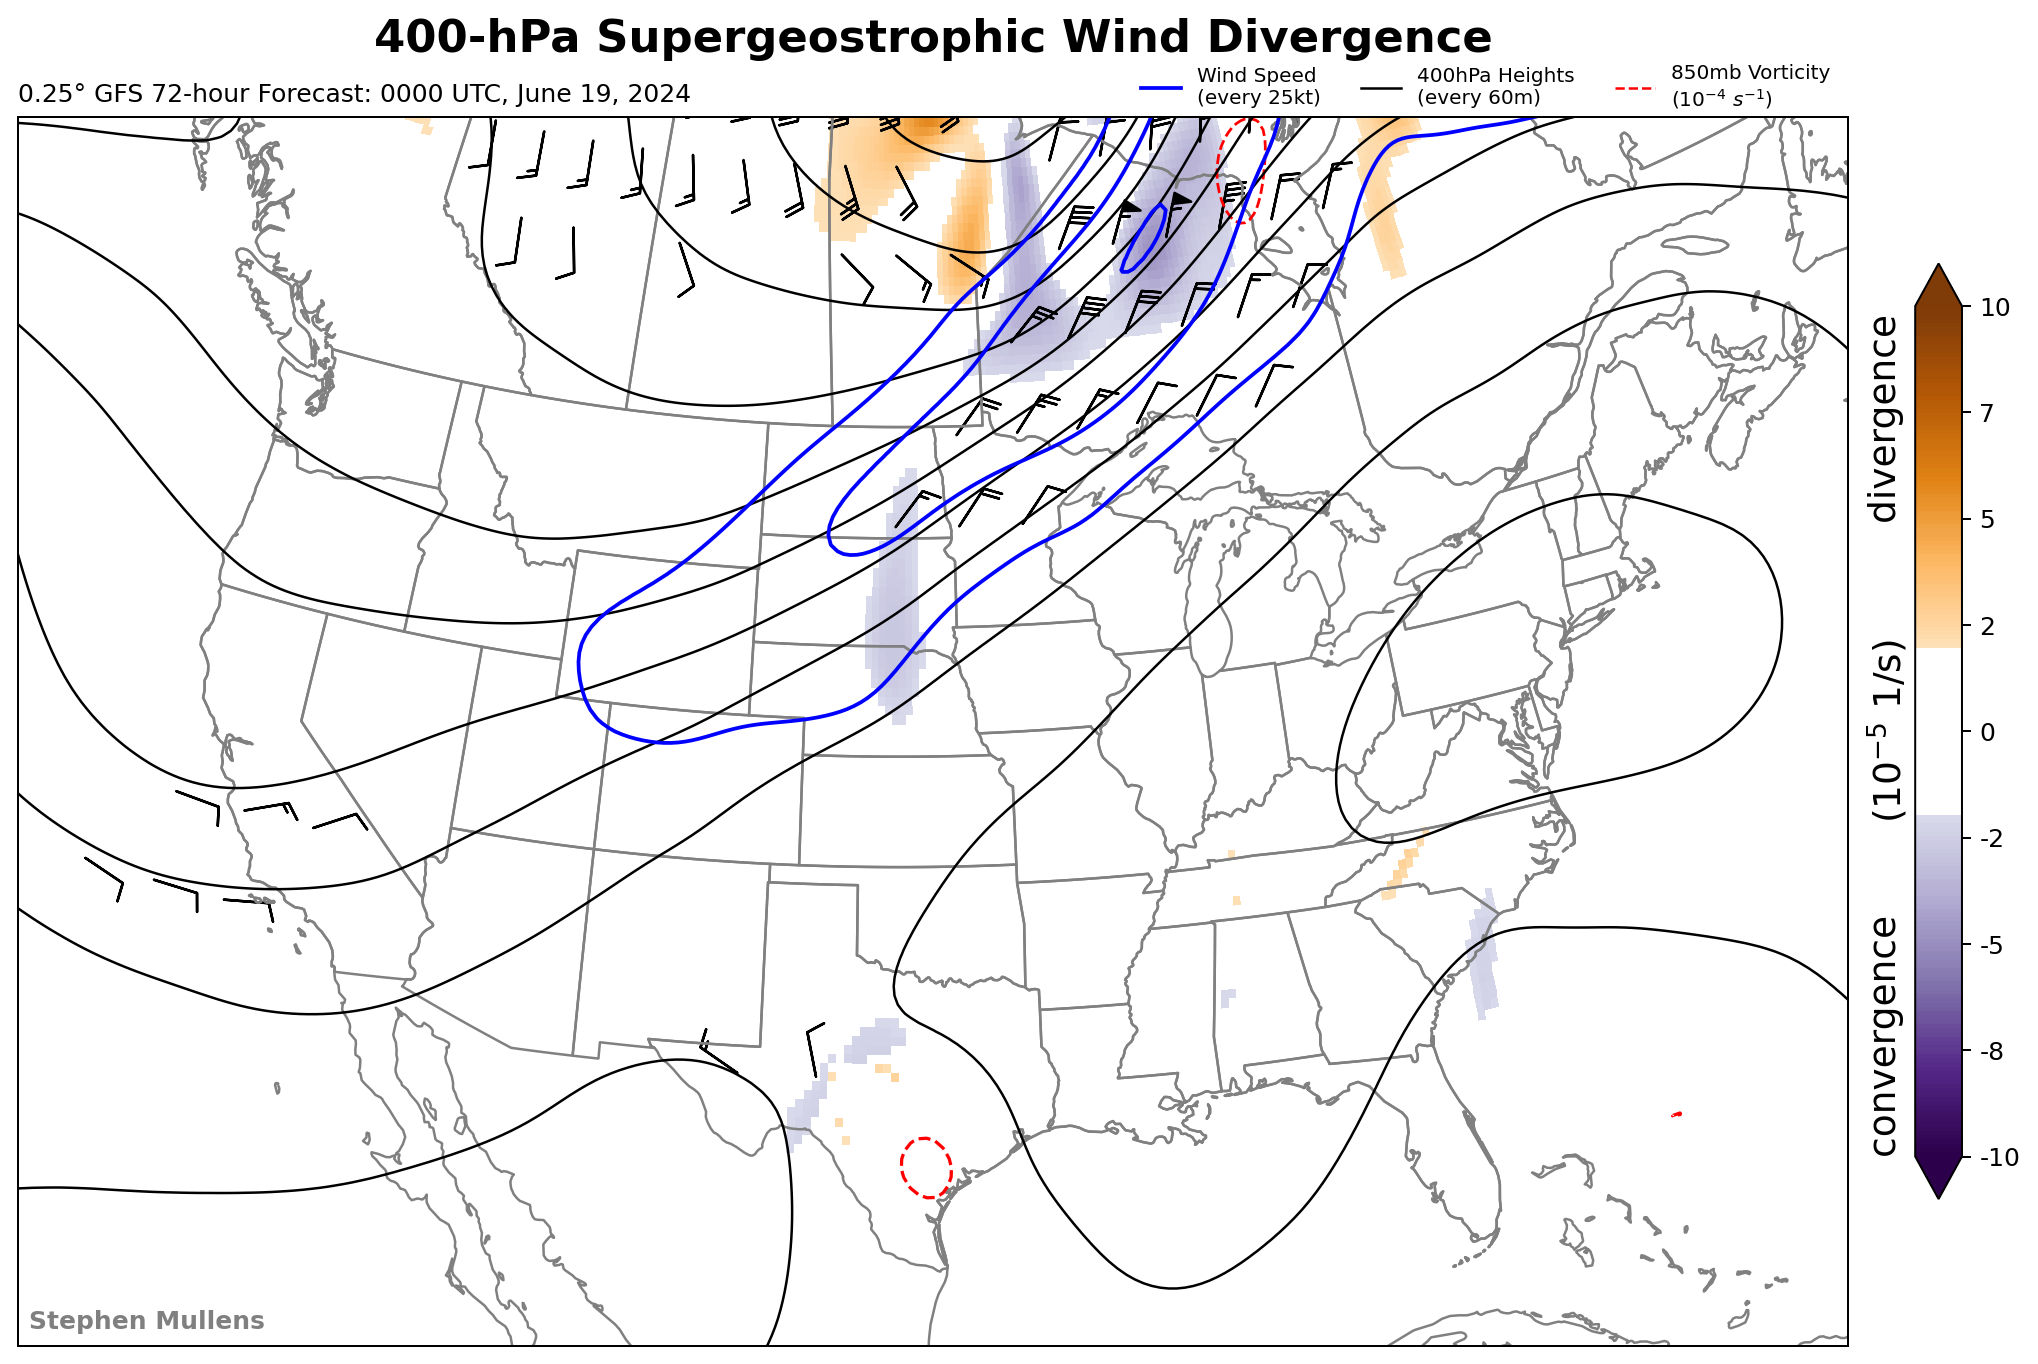 400-hPa Supergeostrophic Wind Divergence
0.25° GFS 72-hour Forecast: 0000 UTC, June 19, 2024
Wind Speed
(every 25kt)
400hPa Heights
(every 60m)
850mb Vorticity
(10⁻⁴ s⁻¹)
10
7
5
2
0
-2
-5
-8
-10
convergence (10⁻⁵ 1/s) divergence
Stephen Mullens